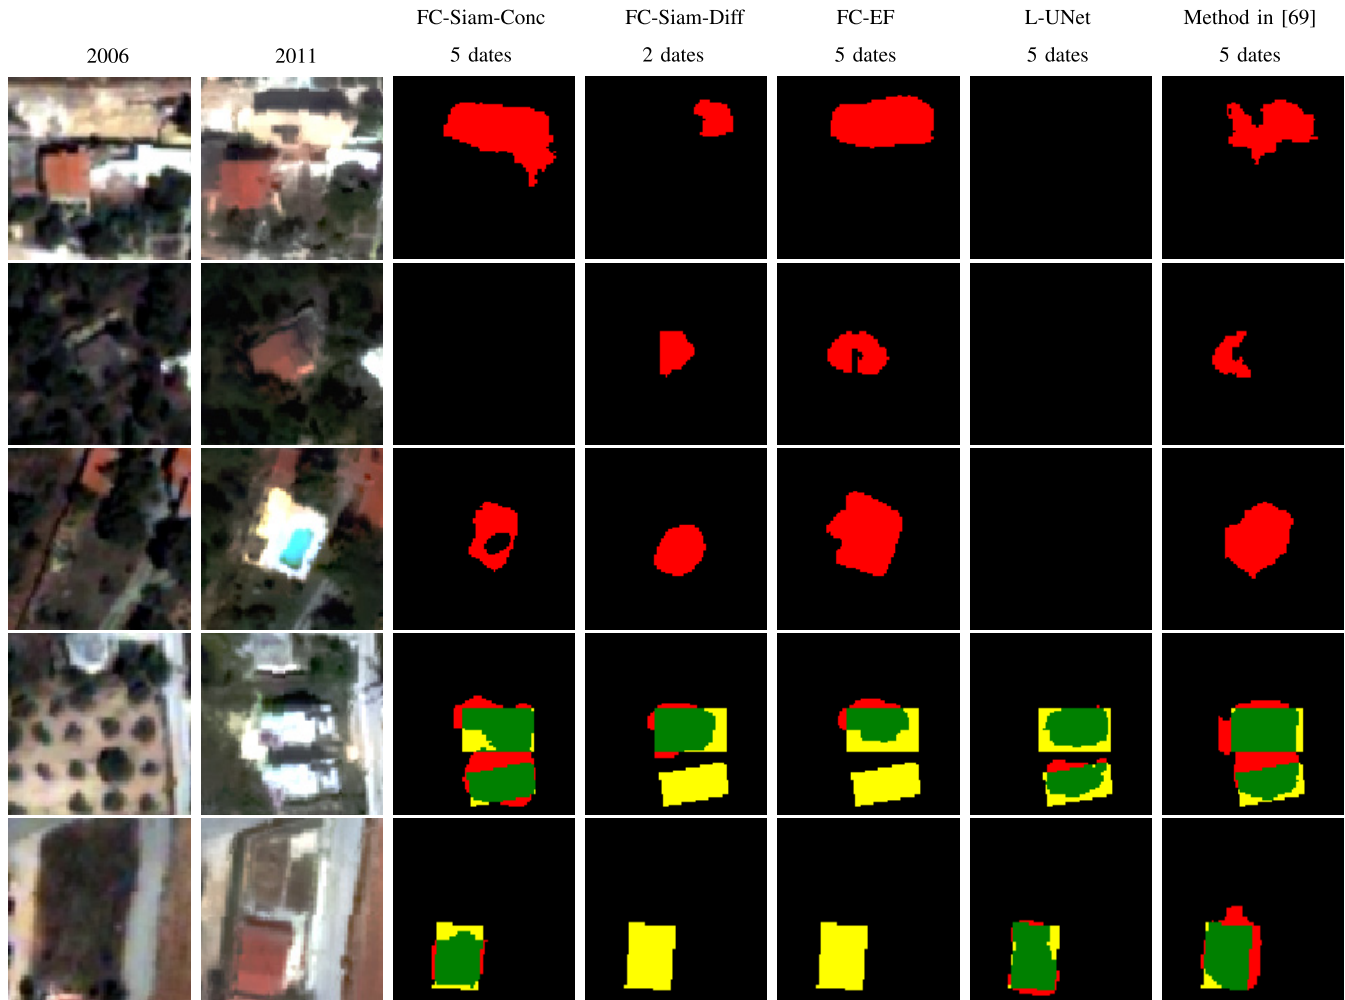 FC-Siam-Conc FC-Siam-Diff FC-EF L-UNet Method in [69]
2006 2011 5 dates 2 dates 5 dates 5 dates 5 dates